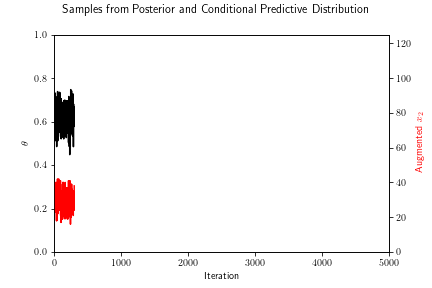 Samples from Posterior and Conditional Predictive Distribution
1.0
0.8
0.6
0.4
0.2
0.0
θ
120
100
80
60
40
20
0
Augmented x₂
0 1000 2000 3000 4000 5000
Iteration